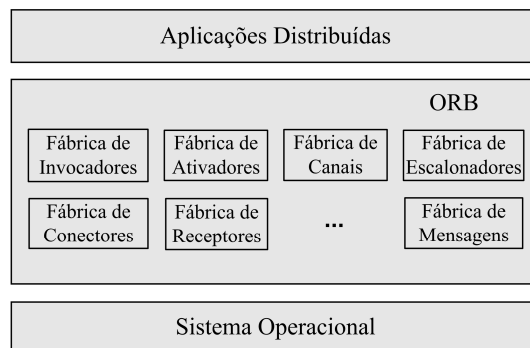 Aplicações Distribuídas
ORB
Fábrica de
Invocadores
Fábrica de
Ativadores
Fábrica de
Canais
Fábrica de
Escalonadores
Fábrica de
Conectores
Fábrica de
Receptores
...
Fábrica de
Mensagens
Sistema Operacional